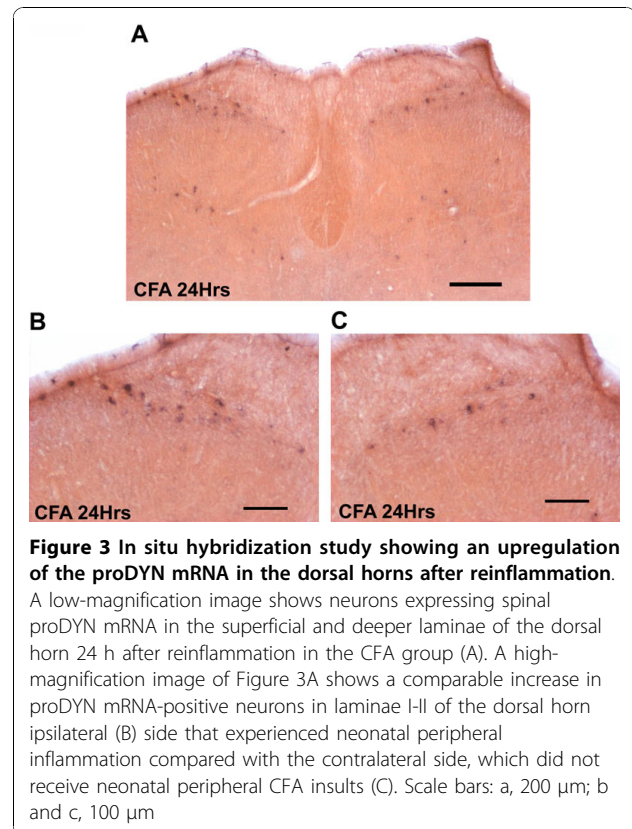 A
CFA 24Hrs
B
C
CFA 24Hrs
CFA 24Hrs
Figure 3 In situ hybridization study showing an upregulation
of the proDYN mRNA in the dorsal horns after reinflammation.
A low-magnification image shows neurons expressing spinal
proDYN mRNA in the superficial and deeper laminae of the dorsal
horn 24 h after reinflammation in the CFA group (A). A high-
magnification image of Figure 3A shows a comparable increase in
proDYN mRNA-positive neurons in laminae I-II of the dorsal horn
ipsilateral (B) side that experienced neonatal peripheral
inflammation compared with the contralateral side, which did not
receive neonatal peripheral CFA insults (C). Scale bars: a, 200 μm; b
and c, 100 μm